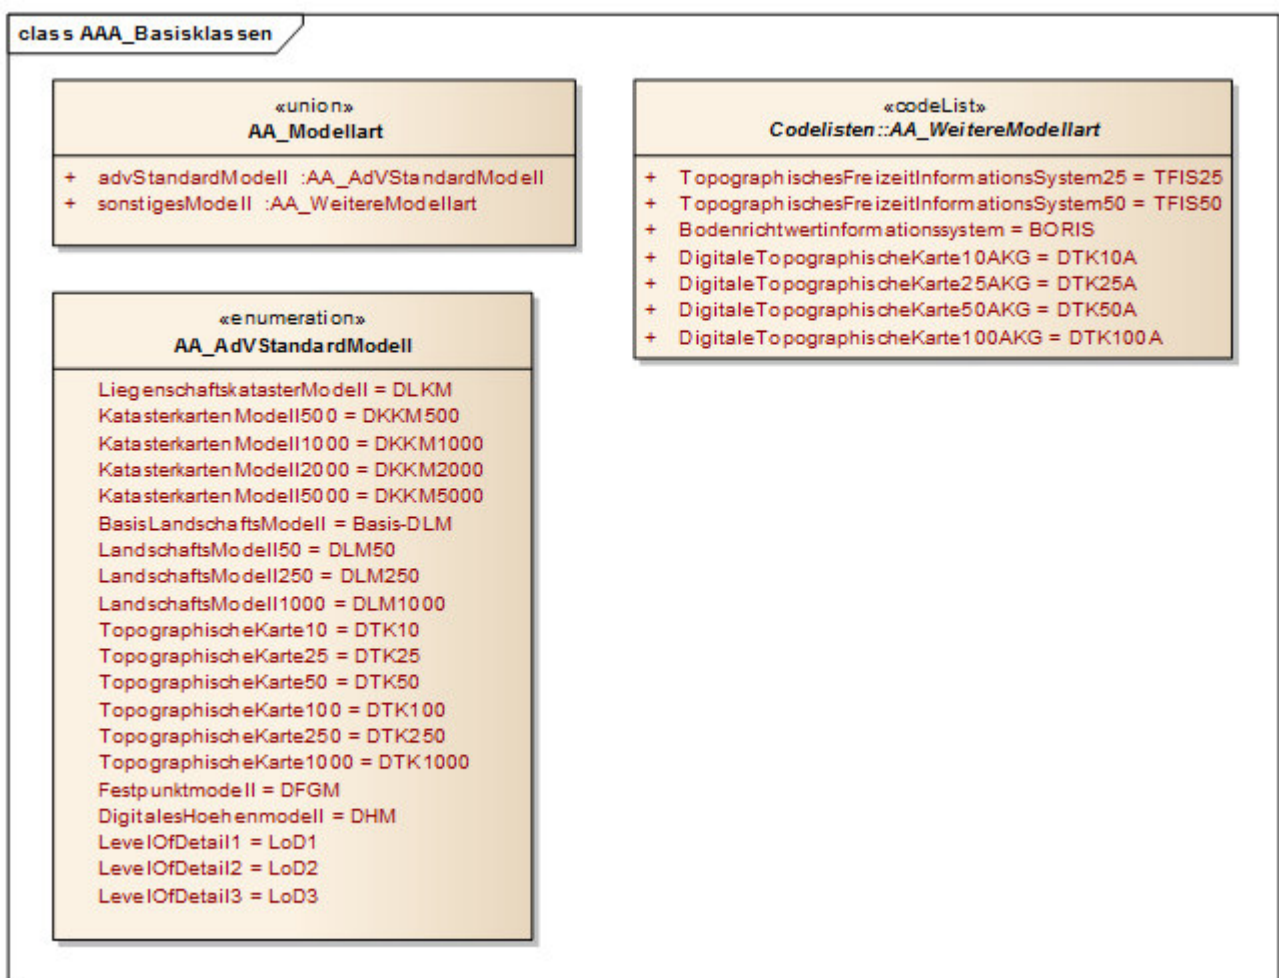 class AAA_Basisklassen
«union»
AA_Modellart
+ advStandardModell :AA_AdVStandardModell
+ sonstigesModell :AA_WeitereModellart
«codeList»
Codelisten::AA_WeitereModellart
+ TopographischesFreizeitInformationsSystem25 = TFIS25
+ TopographischesFreizeitInformationsSystem50 = TFIS50
+ Bodenrichtwertinformationssystem = BORIS
+ DigitaleTopographischeKarte10AKG = DTK10A
+ DigitaleTopographischeKarte25AKG = DTK25A
+ DigitaleTopographischeKarte50AKG = DTK50A
+ DigitaleTopographischeKarte100AKG = DTK100A
«enumeration»
AA_AdVStandardModell
LiegenschaftskatasterModell = DLKM
KatasterkartenModell500 = DKKM500
KatasterkartenModell1000 = DKKM1000
KatasterkartenModell2000 = DKKM2000
KatasterkartenModell5000 = DKKM5000
BasisLandschaftsModell = Basis-DLM
LandschaftsModell50 = DLM50
LandschaftsModell250 = DLM250
LandschaftsModell1000 = DLM1000
TopographischeKarte10 = DTK10
TopographischeKarte25 = DTK25
TopographischeKarte50 = DTK50
TopographischeKarte100 = DTK100
TopographischeKarte250 = DTK250
TopographischeKarte1000 = DTK1000
Festpunktmodell = DFGM
DigitalesHoehenmodell = DHM
LevelOfDetail1 = LoD1
LevelOfDetail2 = LoD2
LevelOfDetail3 = LoD3